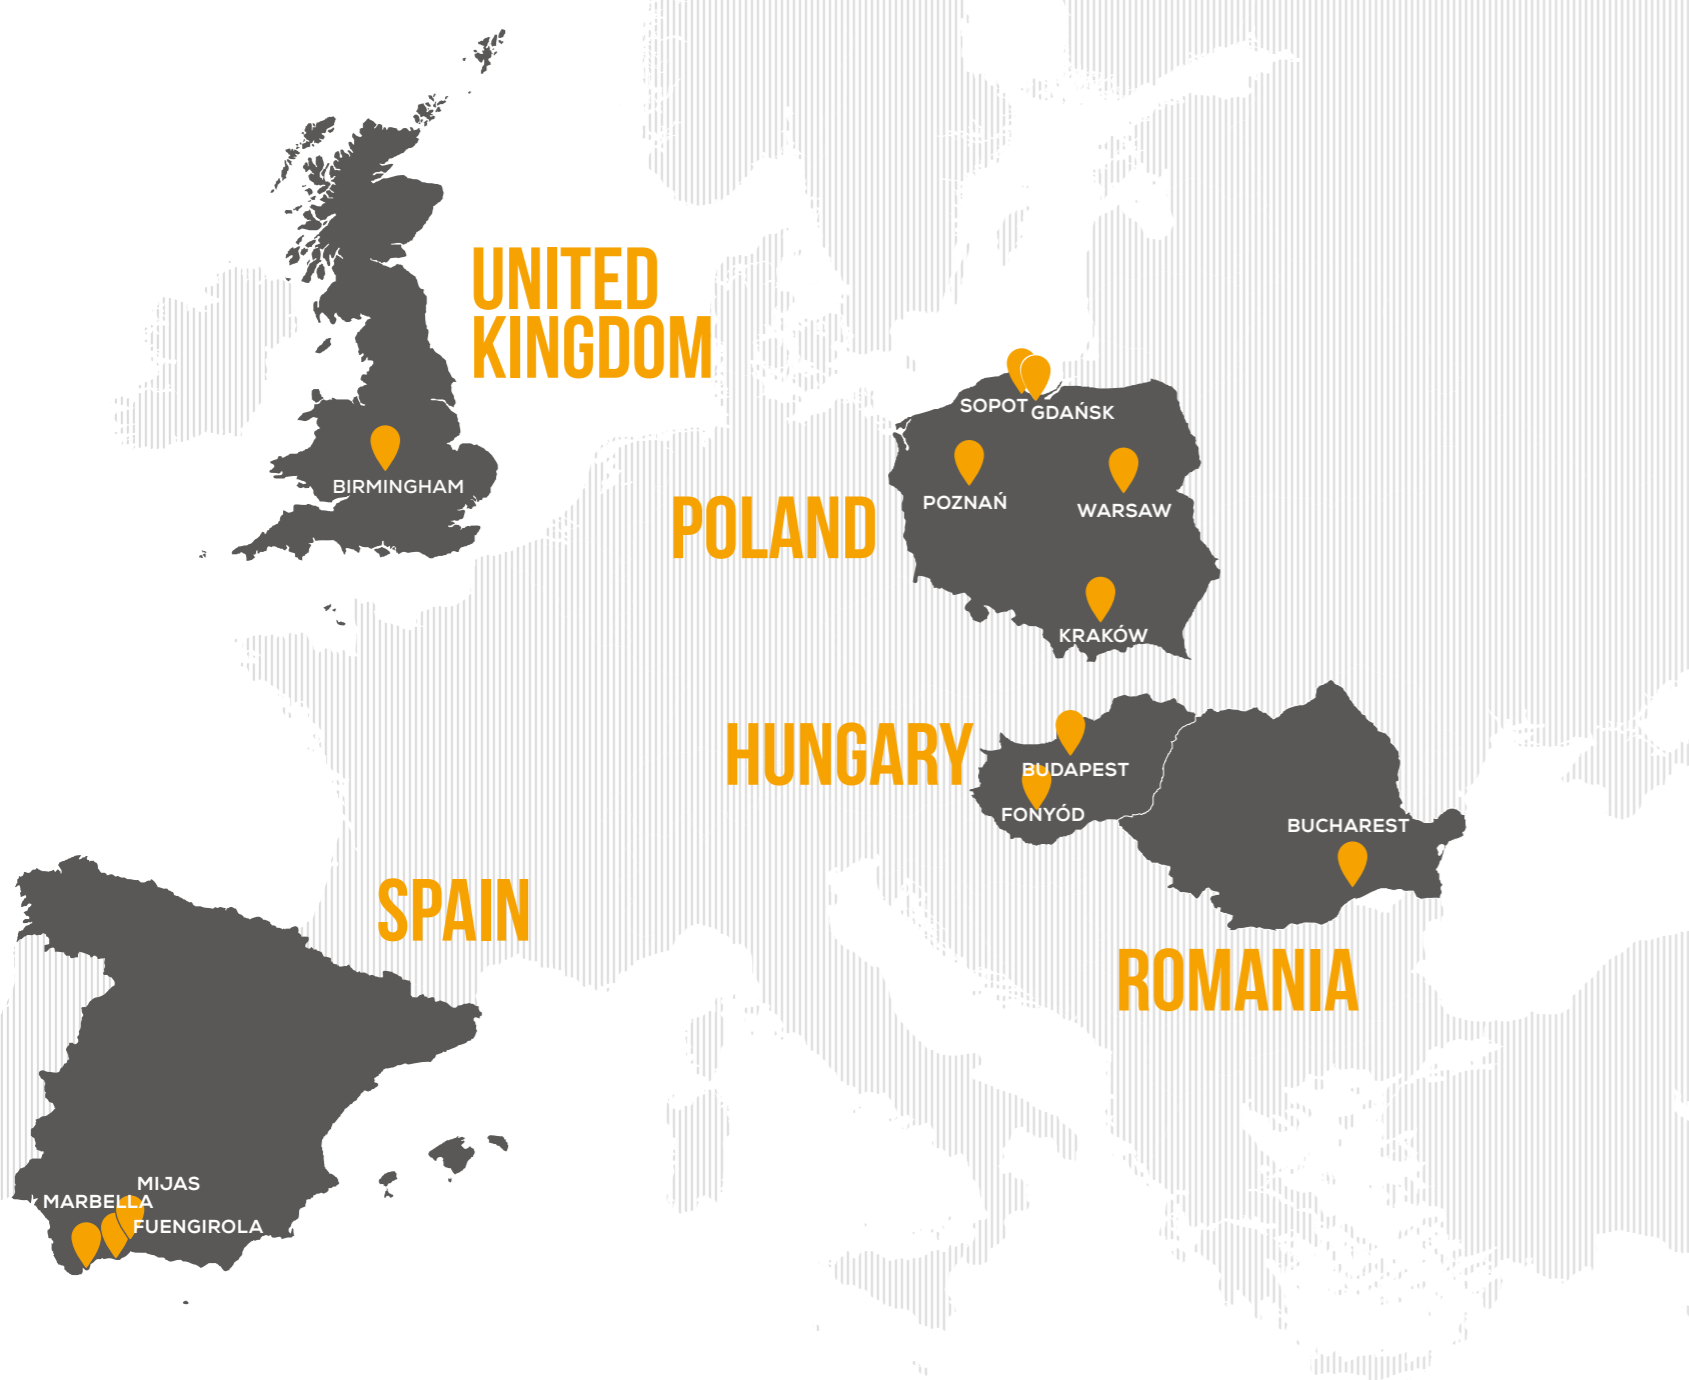 UNITED
KINGDOM
BIRMINGHAM
SOPOT
GDAŃSK
POZNAŃ
WARSAW
POLAND
KRAKÓW
HUNGARY
BUDAPEST
FONYÓD
BUCHAREST
ROMANIA
SPAIN
MIJAS
MARBELLA
FUENGIROLA